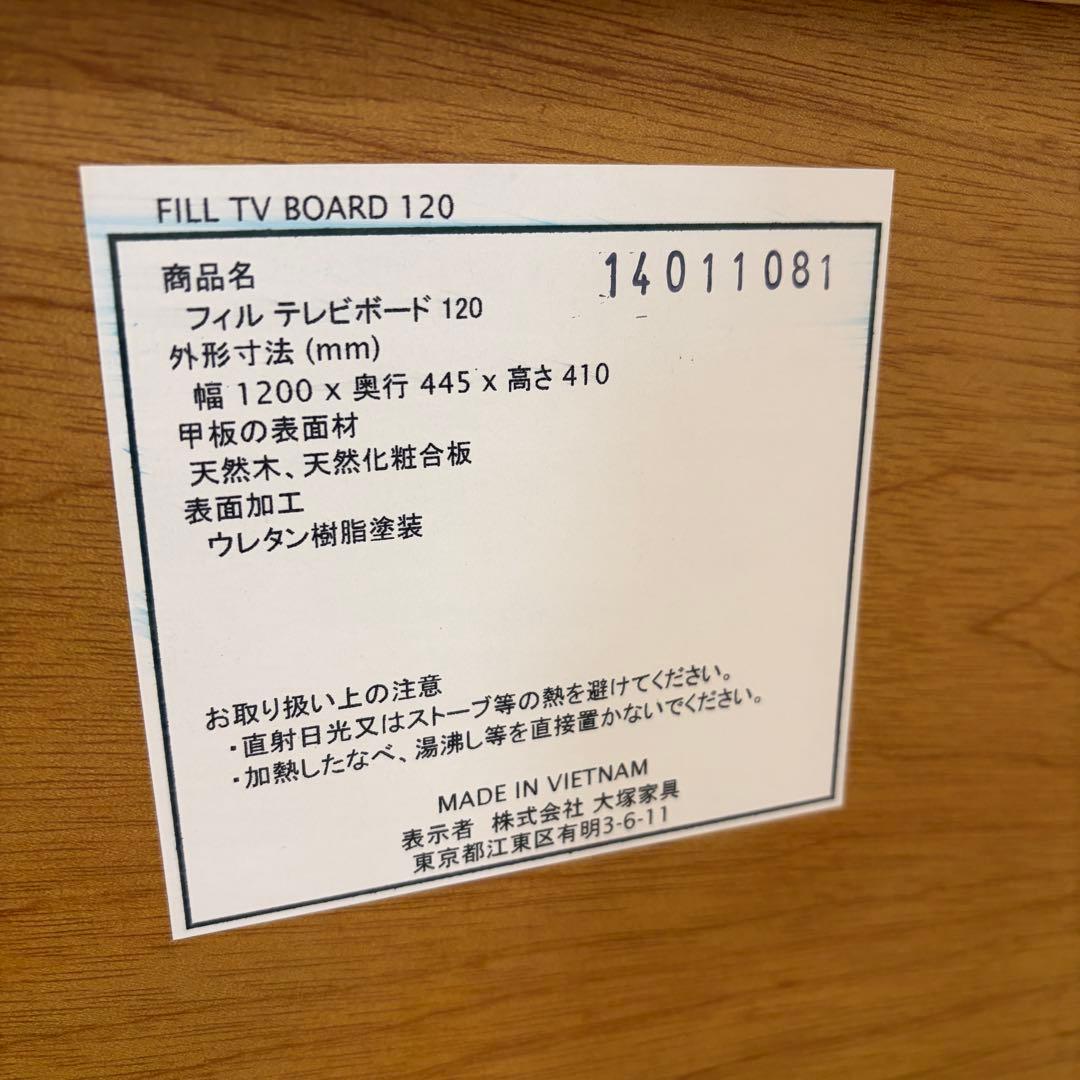 FILL TV BOARD 120
商品名
14011081
フィル テレビボード 120
外形寸法 (mm)
幅 1200 x 奥行 445 x 高さ 410
甲板の表面材
天然木、天然化粧合板
表面加工
ウレタン樹脂塗装
お取り扱い上の注意
・直射日光又はストーブ等の熱を避けてください。
・加熱したなべ、湯沸し等を直接置かないでください。
MADE IN VIETNAM
表示者 株式会社 大塚家具
東京都江東区有明3-6-11